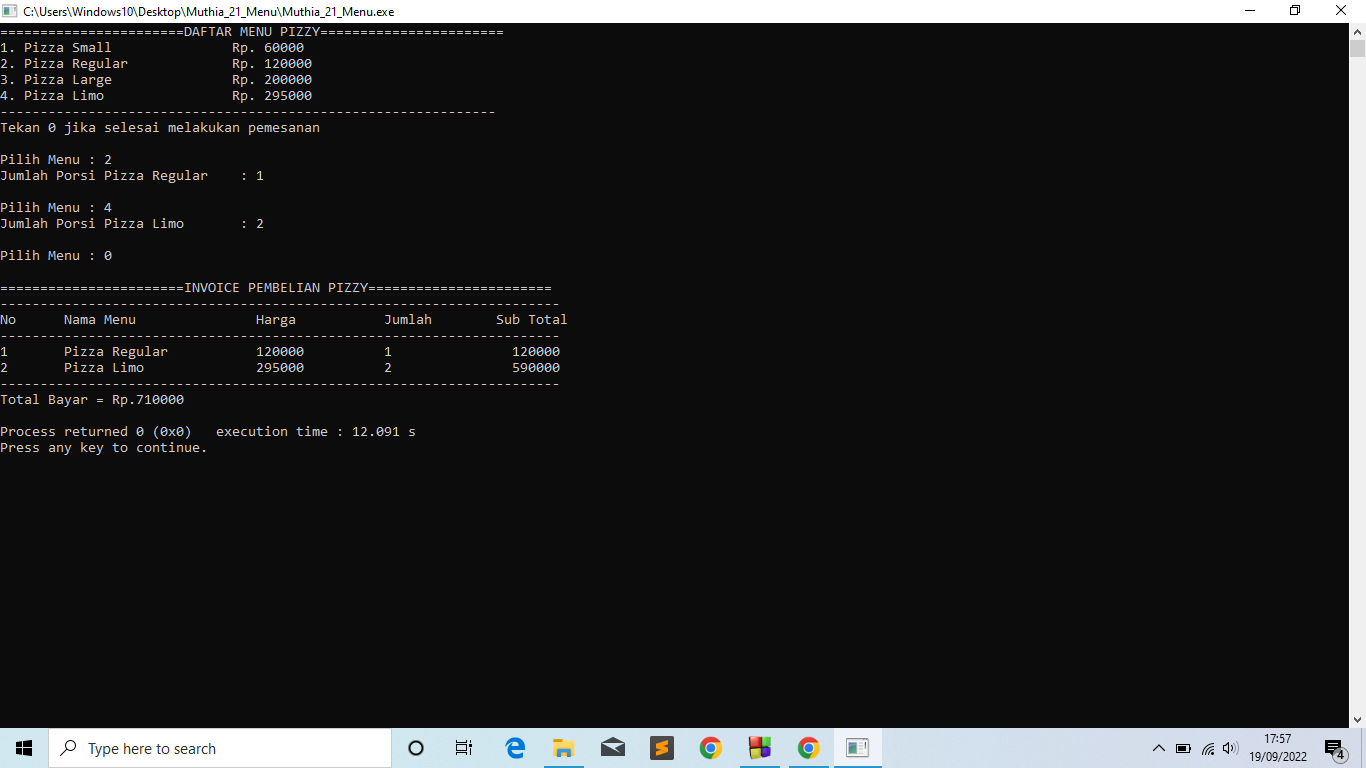 C:\Users\Windows10\Desktop\Muthia_21_Menu\Muthia_21_Menu.exe
=======================DAFTAR MENU PIZZY=======================
1. Pizza Small               Rp. 60000
2. Pizza Regular             Rp. 120000
3. Pizza Large               Rp. 200000
4. Pizza Limo                Rp. 295000
--------------------------------------------------------------
Tekan 0 jika selesai melakukan pemesanan
Pilih Menu : 2
Jumlah Porsi Pizza Regular    : 1
Pilih Menu : 4
Jumlah Porsi Pizza Limo       : 2
Pilih Menu : 0
=======================INVOICE PEMBELIAN PIZZY=======================
----------------------------------------------------------------------
No      Nama Menu               Harga           Jumlah        Sub Total
----------------------------------------------------------------------
1       Pizza Regular           120000          1               120000
2       Pizza Limo              295000          2               590000
----------------------------------------------------------------------
Total Bayar = Rp.710000
Process returned 0 (0x0)   execution time : 12.091 s
Press any key to continue.
Type here to search
17:57
19/09/2022
4